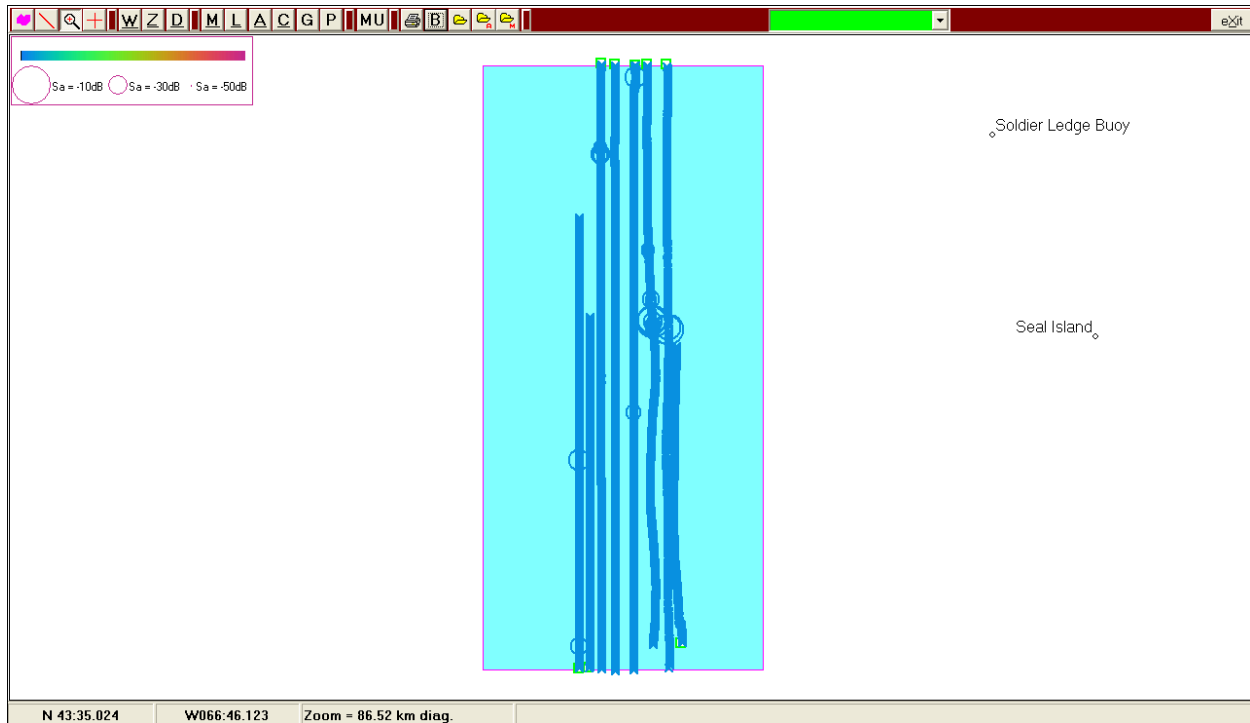 W Z D M L A C G P MU B R M eXit
Sa = -10dB Sa = -30dB Sa = -50dB
Soldier Ledge Buoy
Seal Island
N 43:35.024 W066:46.123 Zoom = 86.52 km diag.